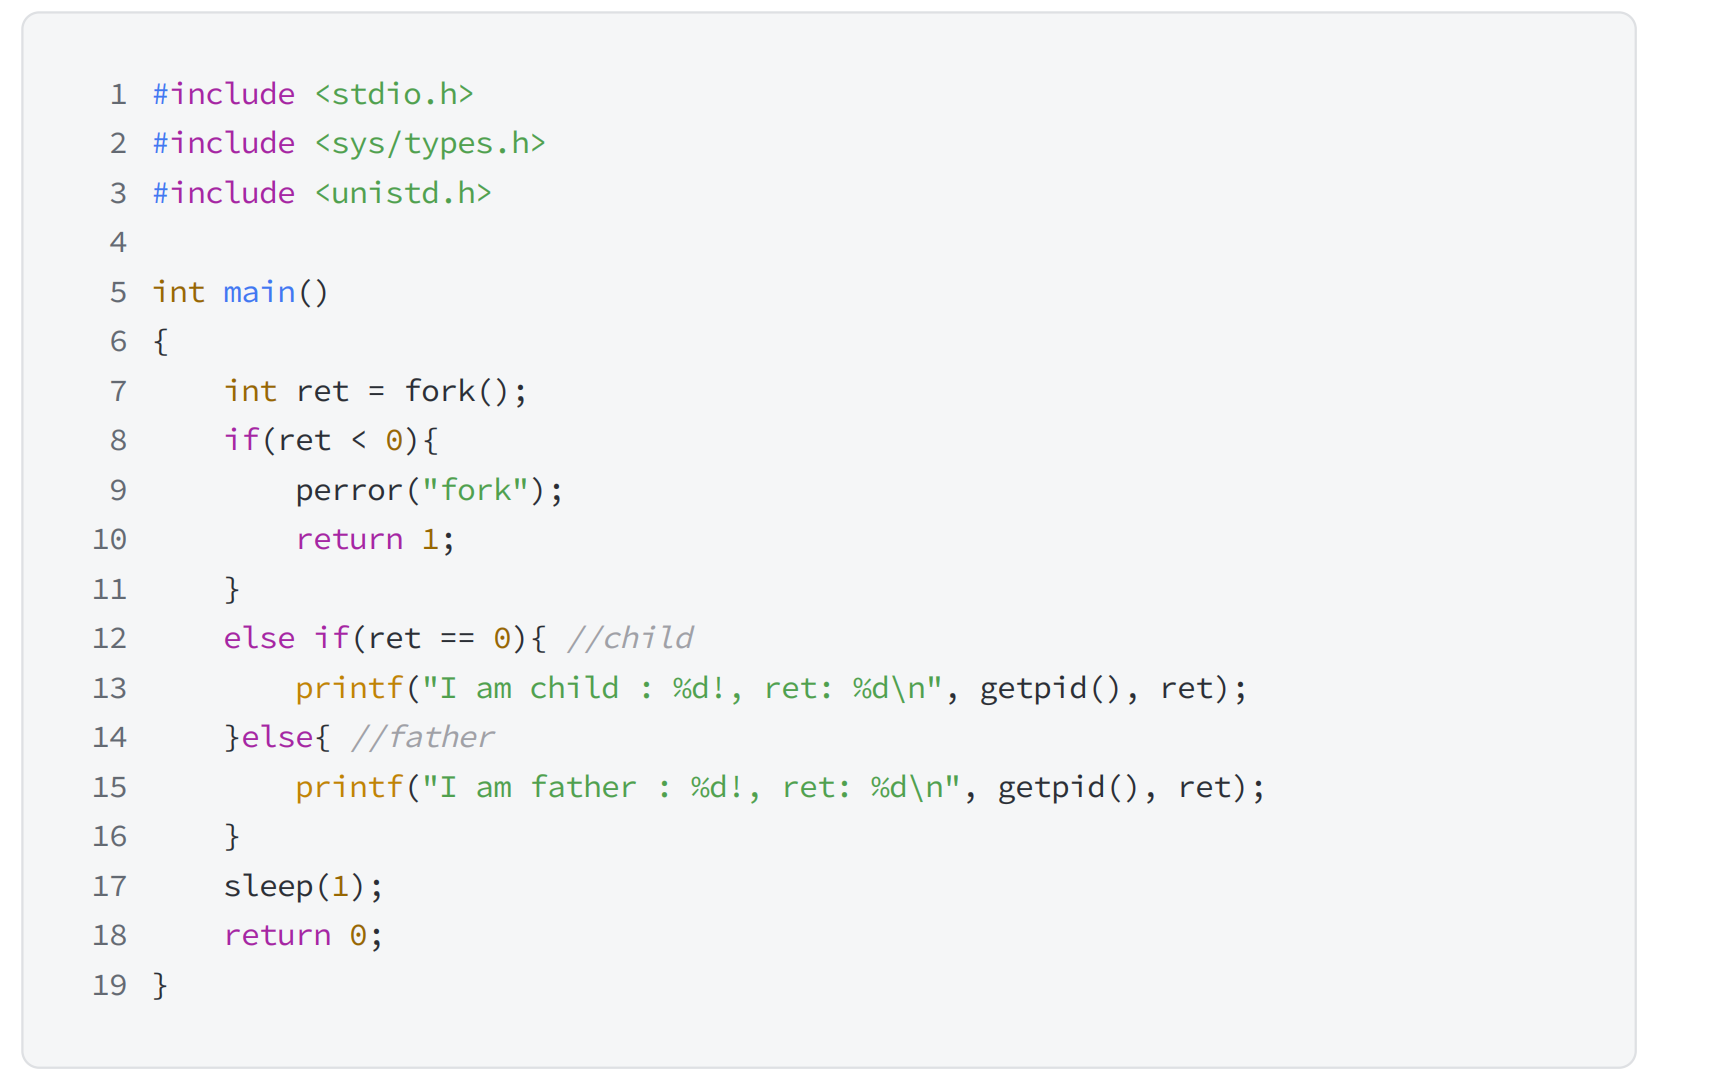 1 #include <stdio.h>
2 #include <sys/types.h>
3 #include <unistd.h>
4
5 int main()
6 {
7     int ret = fork();
8     if(ret < 0){
9         perror("fork");
10         return 1;
11     }
12     else if(ret == 0){ //child
13         printf("I am child : %d!, ret: %d\n", getpid(), ret);
14     }else{ //father
15         printf("I am father : %d!, ret: %d\n", getpid(), ret);
16     }
17     sleep(1);
18     return 0;
19 }